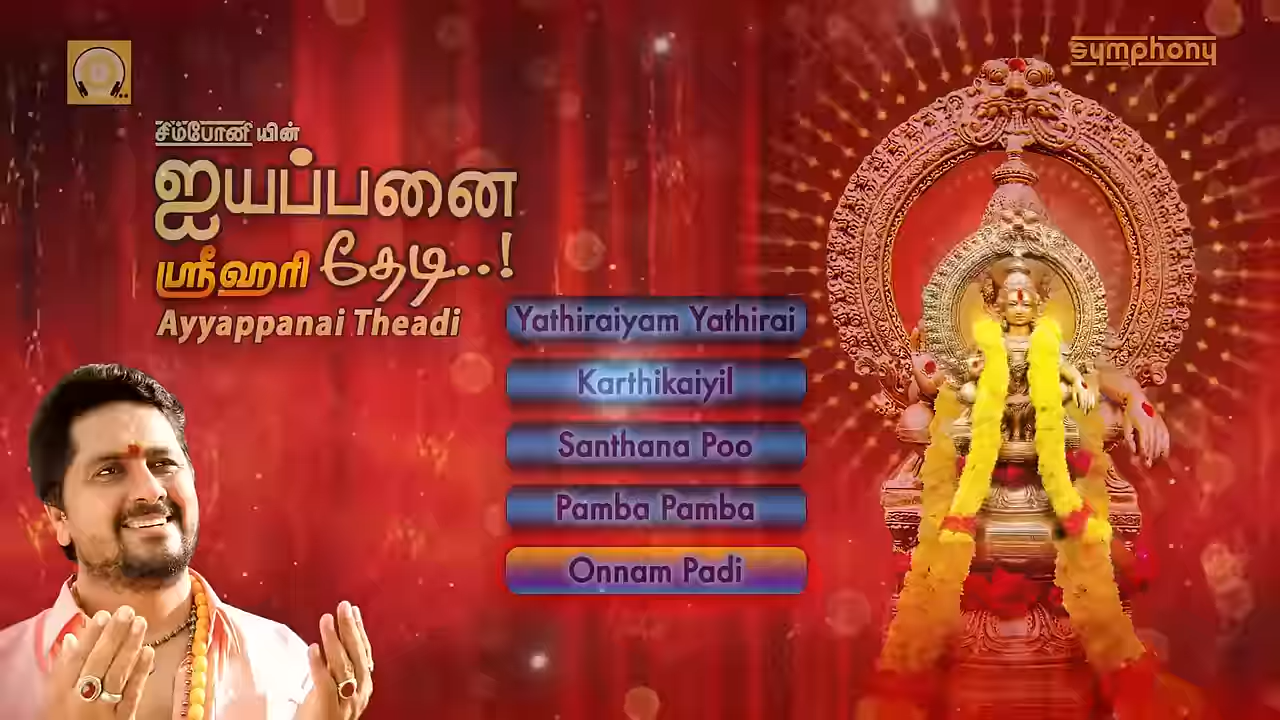 symphony
சிம்போனி யின்
ஐயப்பனை
ஸ்ரீஹரி தேடி..!
Ayyappanai Theadi
Yathiraiyam Yathirai
Karthikaiyil
Santhana Poo
Pamba Pamba
Onnam Padi